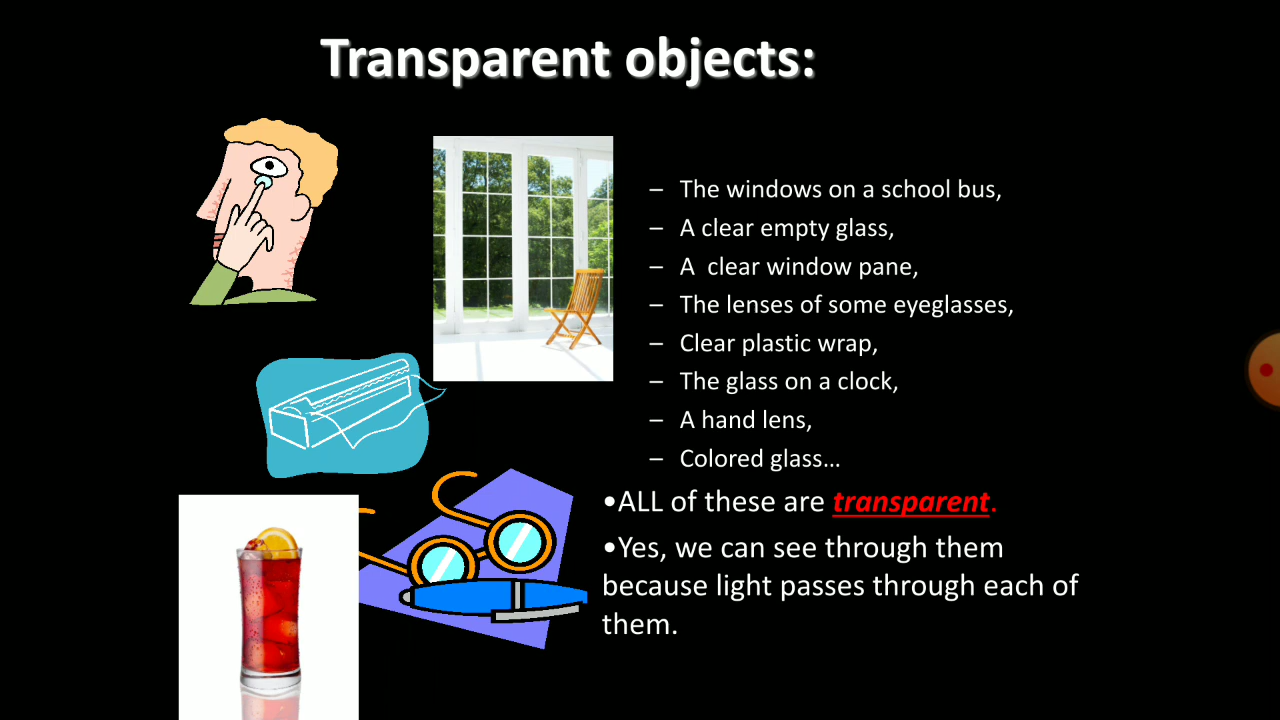 Transparent objects:
– The windows on a school bus,
– A clear empty glass,
– A  clear window pane,
– The lenses of some eyeglasses,
– Clear plastic wrap,
– The glass on a clock,
– A hand lens,
– Colored glass…
•ALL of these are transparent.
•Yes, we can see through them
because light passes through each of
them.